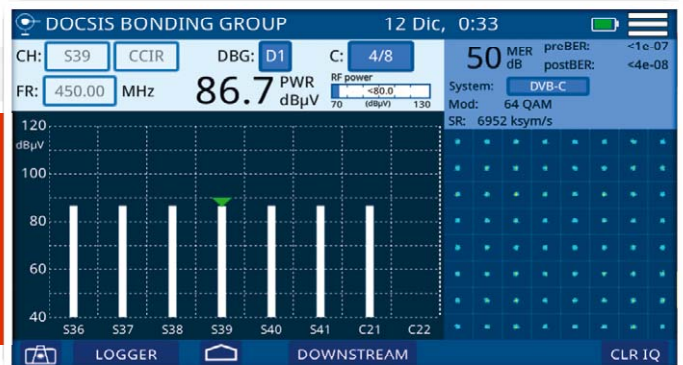 DOCSIS BONDING GROUP 12 Dic, 0:33
CH: S39 CCIR DBG: D1 C: 4/8
FR: 450.00 MHz 86.7 PWR dBµV
RF power
<80.0
70 (dBµV) 130
50 MER dB preBER: <1e-07
postBER: <4e-08
System: DVB-C
Mod: 64 QAM
SR: 6952 ksym/s
120
dBµV
100
80
60
40
S36 S37 S38 S39 S40 S41 C21 C22
LOGGER DOWNSTREAM CLR IQ